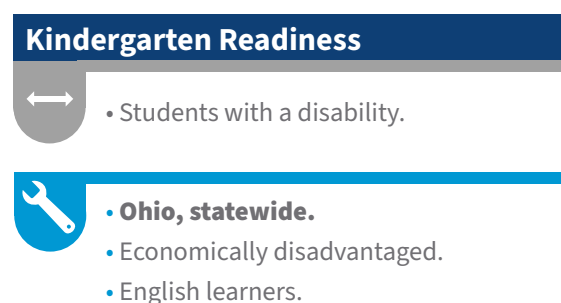 Kindergarten Readiness
• Students with a disability.
• Ohio, statewide.
• Economically disadvantaged.
• English learners.